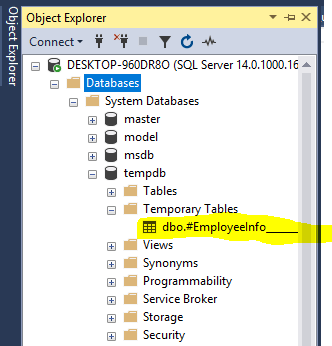 Object Explorer
Object Explorer
Connect
DESKTOP-960DR8O (SQL Server 14.0.1000.16
Databases
System Databases
master
model
msdb
tempdb
Tables
Temporary Tables
dbo.#EmployeeInfo______
Views
Synonyms
Programmability
Service Broker
Storage
Security